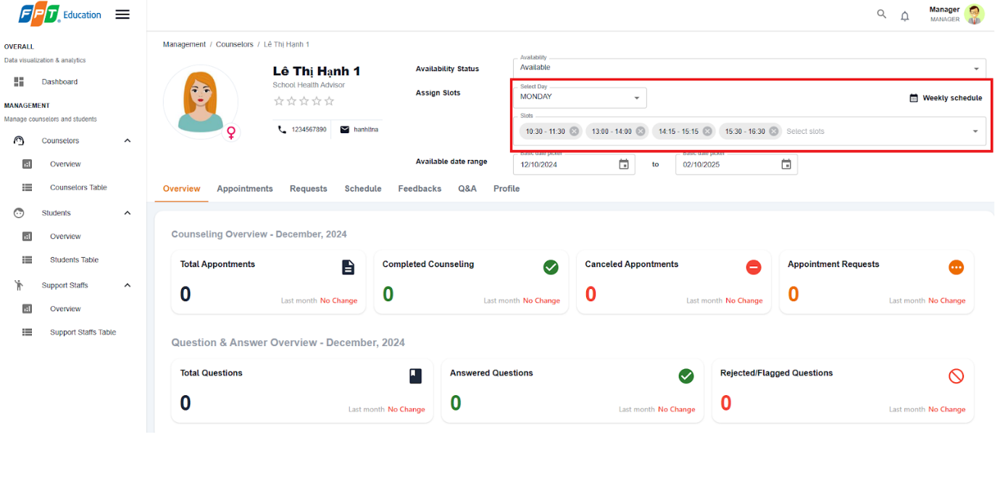 FPT Education
Manager
MANAGER
OVERALL
Data visualization & analytics
Dashboard
MANAGEMENT
Manage counselors and students
Counselors
Overview
Counselors Table
Students
Overview
Students Table
Support Staffs
Overview
Support Staffs Table
Management / Counselors / Lê Thị Hạnh 1
Lê Thị Hạnh 1
School Health Advisor
1234567890
hanhltna
Availability Status
Availability
Available
Assign Slots
Select Day
MONDAY
Weekly schedule
Slots
10:30 - 11:30 13:00 - 14:00 14:15 - 15:15 15:30 - 16:30 Select slots
Available date range
Basic date picker
12/10/2024
to
Basic date picker
02/10/2025
Overview Appointments Requests Schedule Feedbacks Q&A Profile
Counseling Overview - December, 2024
Total Appontments
0
Last month No Change
Completed Counseling
0
Last month No Change
Canceled Appontments
0
Last month No Change
Appointment Requests
0
Last month No Change
Question & Answer Overview - December, 2024
Total Questions
0
Last month No Change
Answered Questions
0
Last month No Change
Rejected/Flagged Questions
0
Last month No Change